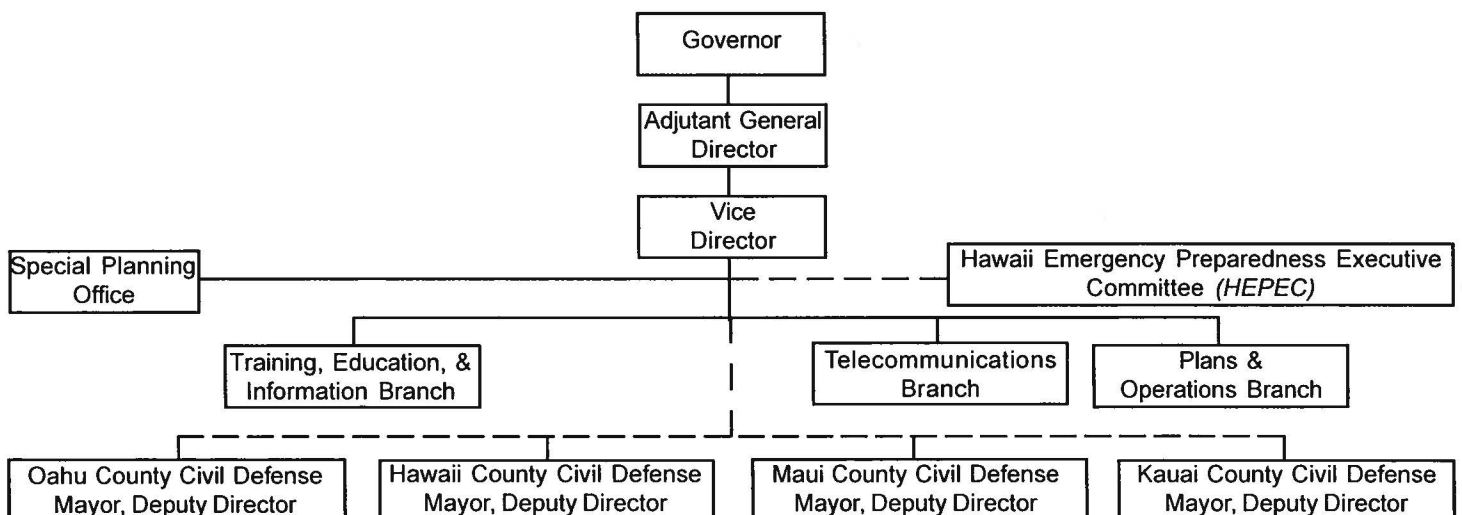 Governor
Adjutant General
Director
Vice
Director
Special Planning
Office
Hawaii Emergency Preparedness Executive
Committee (HEPEC)
Training, Education, &
Information Branch
Telecommunications
Branch
Plans &
Operations Branch
Oahu County Civil Defense
Mayor, Deputy Director
Hawaii County Civil Defense
Mayor, Deputy Director
Maui County Civil Defense
Mayor, Deputy Director
Kauai County Civil Defense
Mayor, Deputy Director